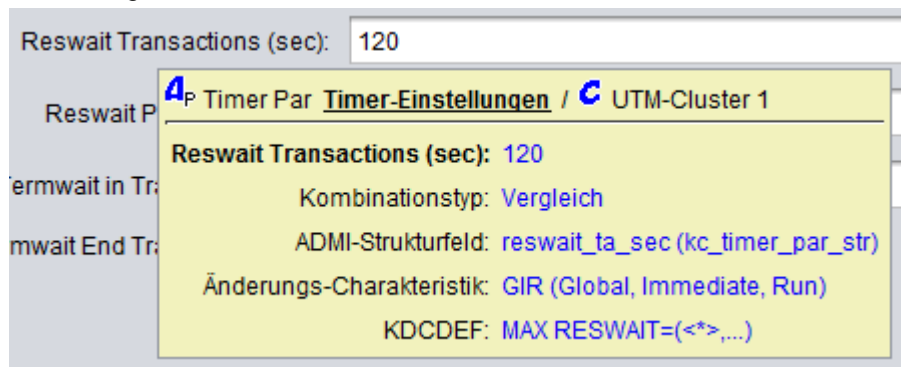 Reswait Transactions (sec): 120
AP Timer Par Timer-Einstellungen / C UTM-Cluster 1
Reswait P
Reswait Transactions (sec): 120
ermwait in Tra
Kombinationstyp: Vergleich
mwait End Tra
ADMI-Strukturfeld: reswait_ta_sec (kc_timer_par_str)
Änderungs-Charakteristik: GIR (Global, Immediate, Run)
KDCDEF: MAX RESWAIT=(<*>,...)